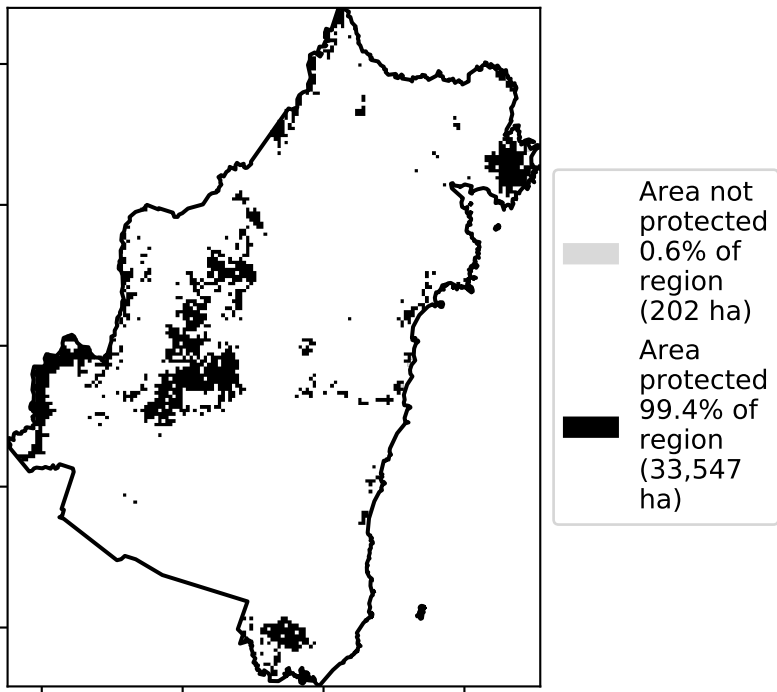 Area not
protected
0.6% of
region
(202 ha)
Area
protected
99.4% of
region
(33,547
ha)